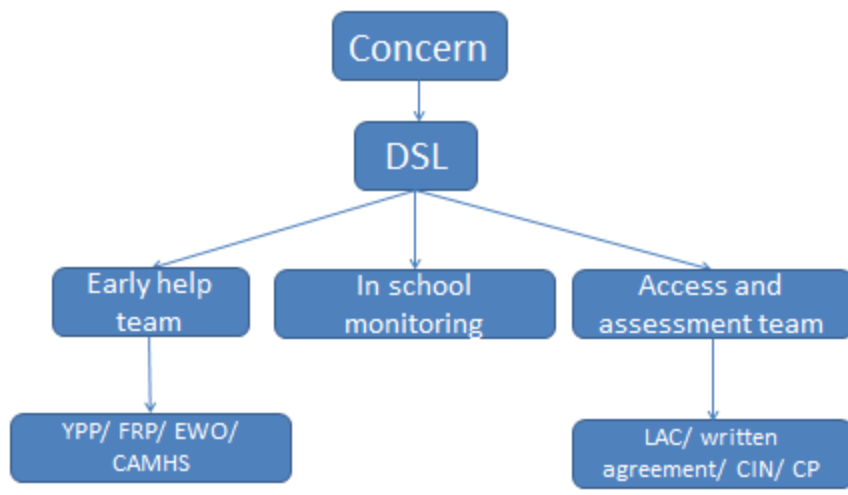 Concern
DSL
Early help
team
In school
monitoring
Access and
assessment team
YPP/ FRP/ EWO/
CAMHS
LAC/ written
agreement/ CIN/ CP